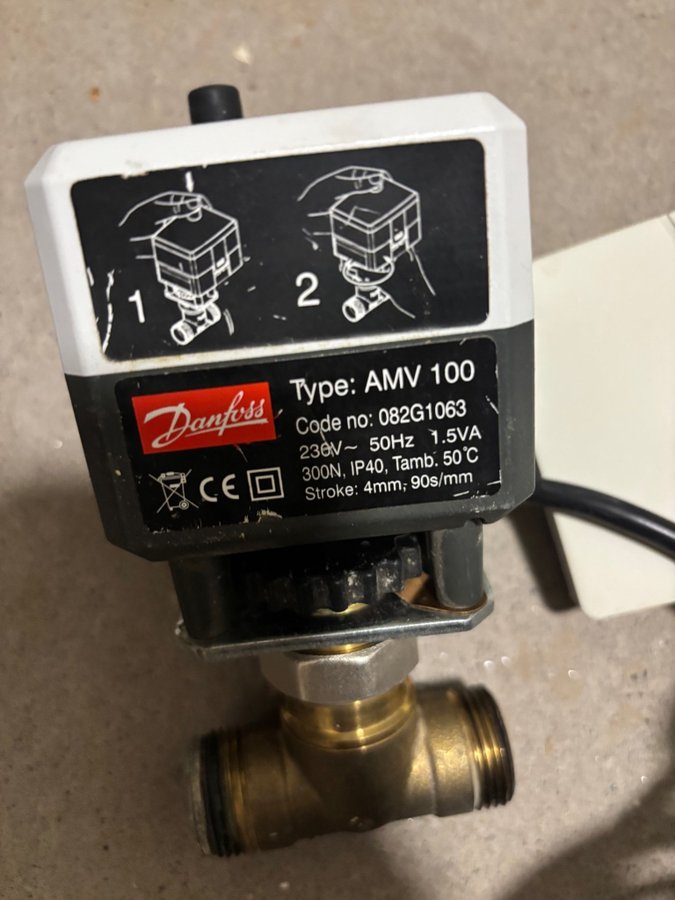 1
2
Danfoss
Type: AMV 100
Code no: 082G1063
230V~ 50Hz 1.5VA
300N, IP40, Tamb. 50°C
Stroke: 4mm, 90s/mm
CE